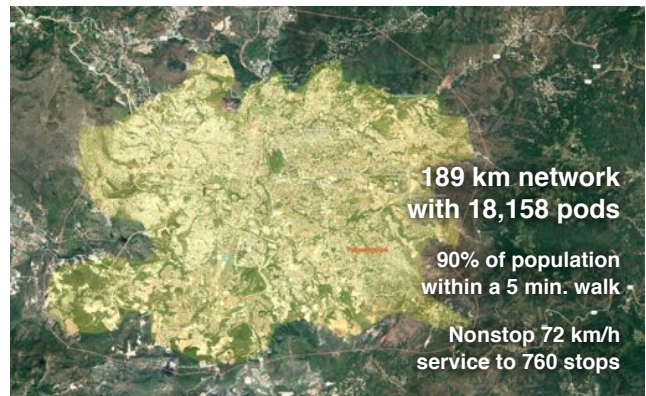 189 km network
with 18,158 pods
90% of population
within a 5 min. walk
Nonstop 72 km/h
service to 760 stops